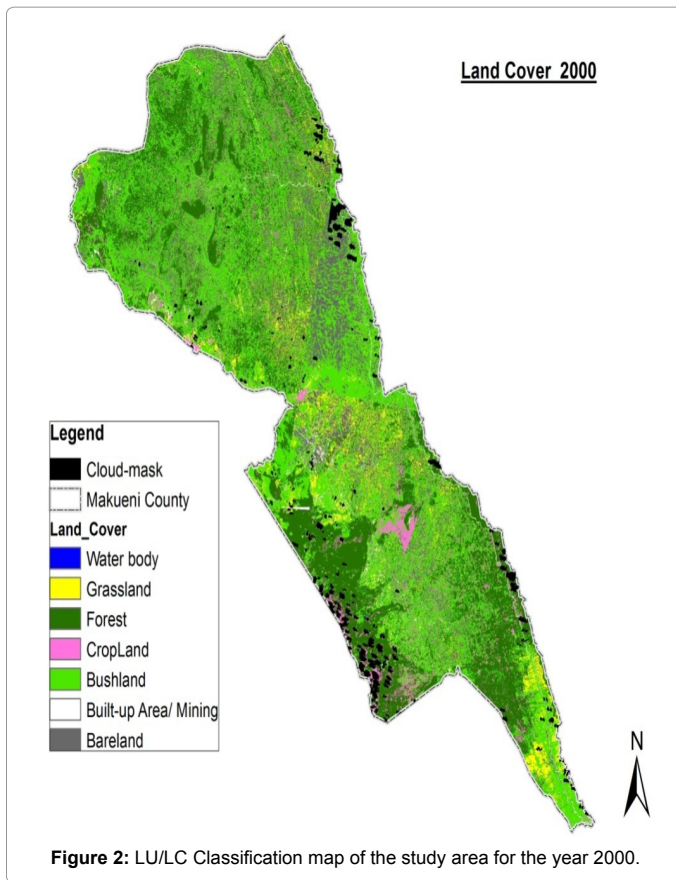 Land Cover 2000
Legend
Cloud-mask
Makueni County
Land_Cover
Water body
Grassland
Forest
CropLand
Bushland
Built-up Area/ Mining
Bareland
N
Figure 2: LU/LC Classification map of the study area for the year 2000.